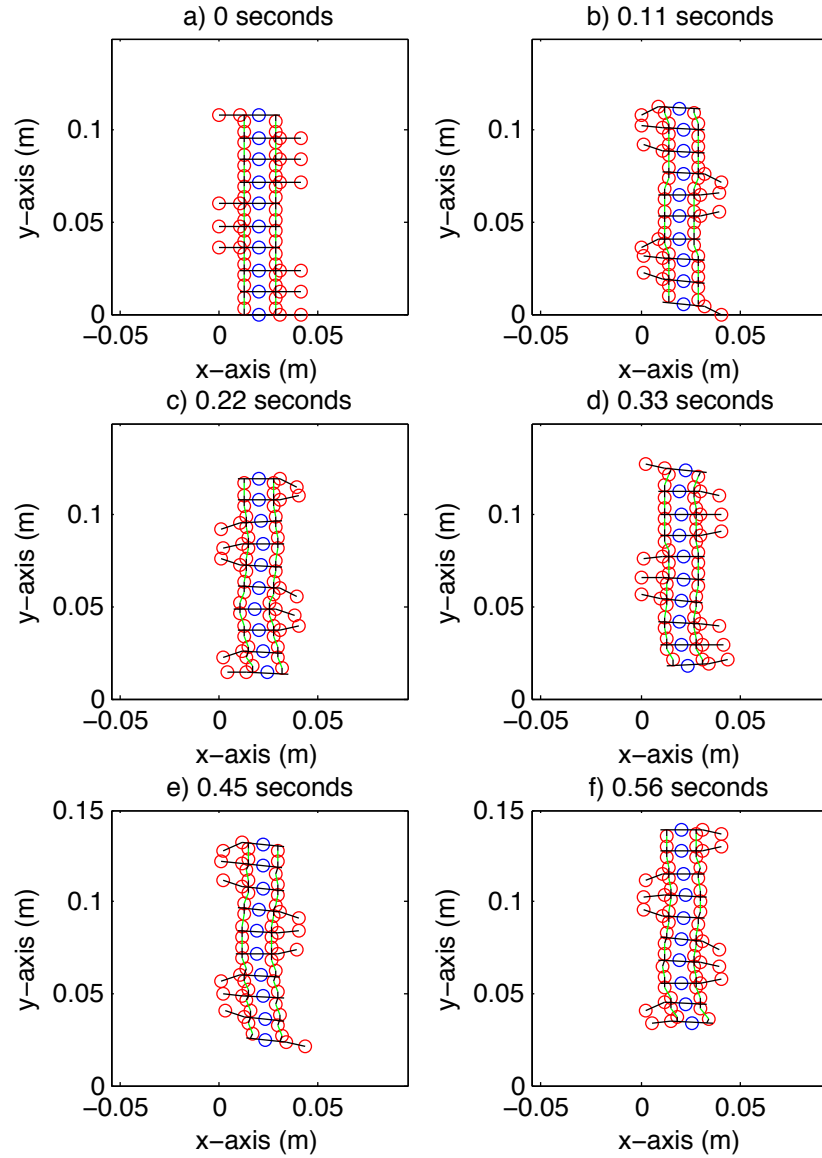 a) 0 seconds
b) 0.11 seconds
y−axis (m)
0.1
0.05
0
−0.05
0
0.05
x−axis (m)
y−axis (m)
0.1
0.05
0
−0.05
0
0.05
x−axis (m)
c) 0.22 seconds
d) 0.33 seconds
y−axis (m)
0.1
0.05
0
−0.05
0
0.05
x−axis (m)
y−axis (m)
0.1
0.05
0
−0.05
0
0.05
x−axis (m)
e) 0.45 seconds
f) 0.56 seconds
y−axis (m)
0.15
0.1
0.05
0
−0.05
0
0.05
x−axis (m)
y−axis (m)
0.15
0.1
0.05
0
−0.05
0
0.05
x−axis (m)